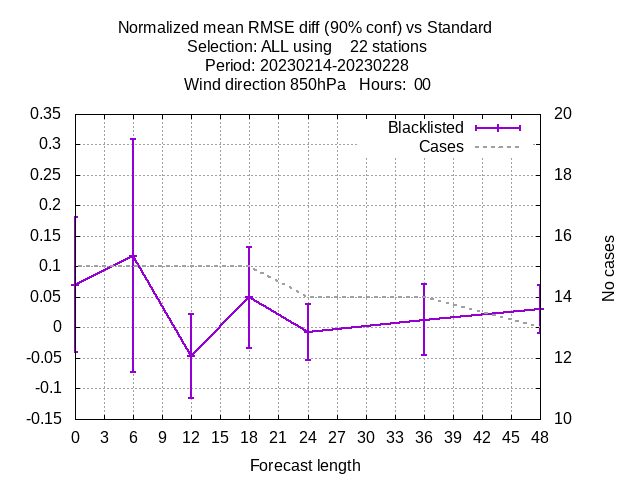 Normalized mean RMSE diff (90% conf) vs Standard
Selection: ALL using    22 stations
Period: 20230214-20230228
Wind direction 850hPa   Hours:  00
Blacklisted
Cases
0.35
0.3
0.25
0.2
0.15
0.1
0.05
0
-0.05
-0.1
-0.15
20
18
16
14
12
10
No cases
0 3 6 9 12 15 18 21 24 27 30 33 36 39 42 45 48
Forecast length